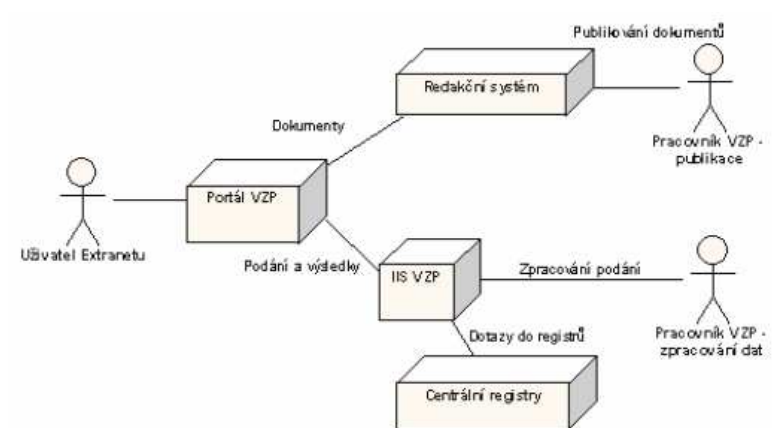 Publikování dokumentů
Redakční systém
Dokumenty
Pracovník VZP -
publikace
Portál VZP
Uživatel Extranetu
Podání a výsledky
IIS VZP
Zpracování podání
Dotazy do registrů
Pracovník VZP -
zpracování dat
Centrální registry